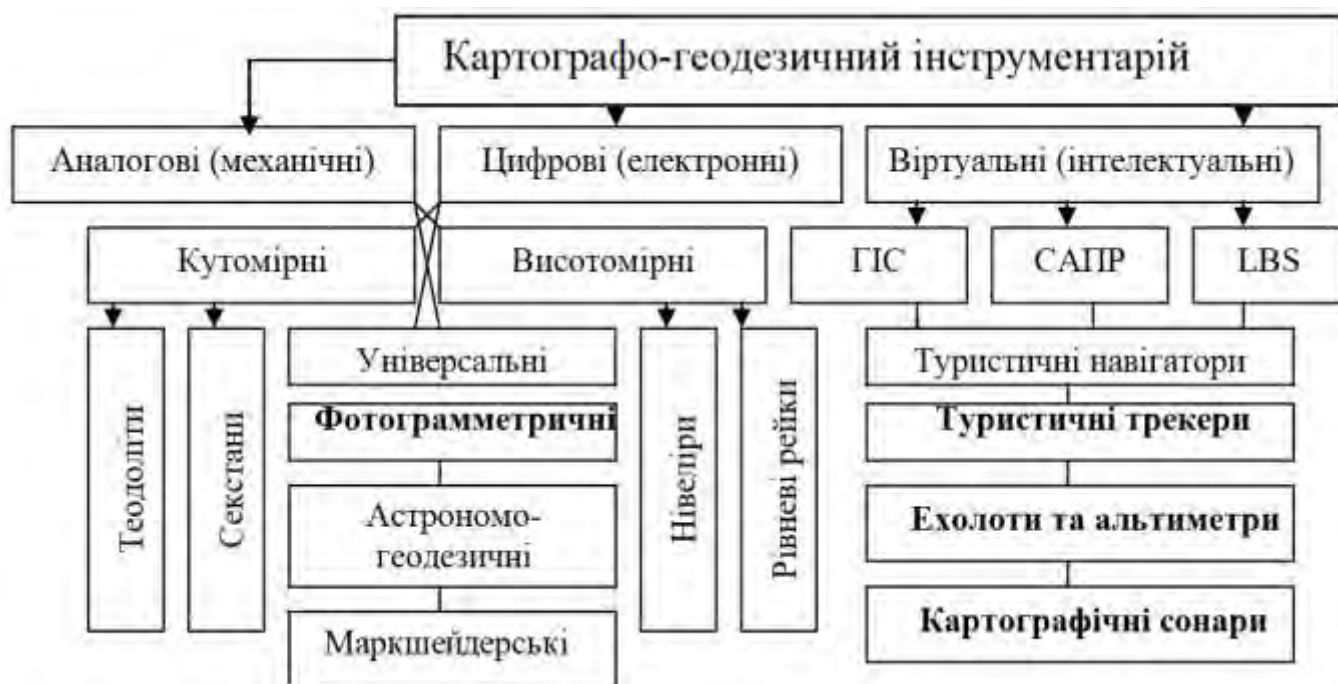 Картографо-геодезичний інструментарій
Аналогові (механічні)
Цифрові (електронні)
Віртуальні (інтелектуальні)
Кутомірні
Висотомірні
ГІС
САПР
LBS
Теодоліти
Секстани
Універсальні
Фотограмметричні
Астрономо-
геодезичні
Маркшейдерські
Нівеліри
Рівневі рейки
Туристичні навігатори
Туристичні трекери
Ехолоти та альтиметри
Картографічні сонари